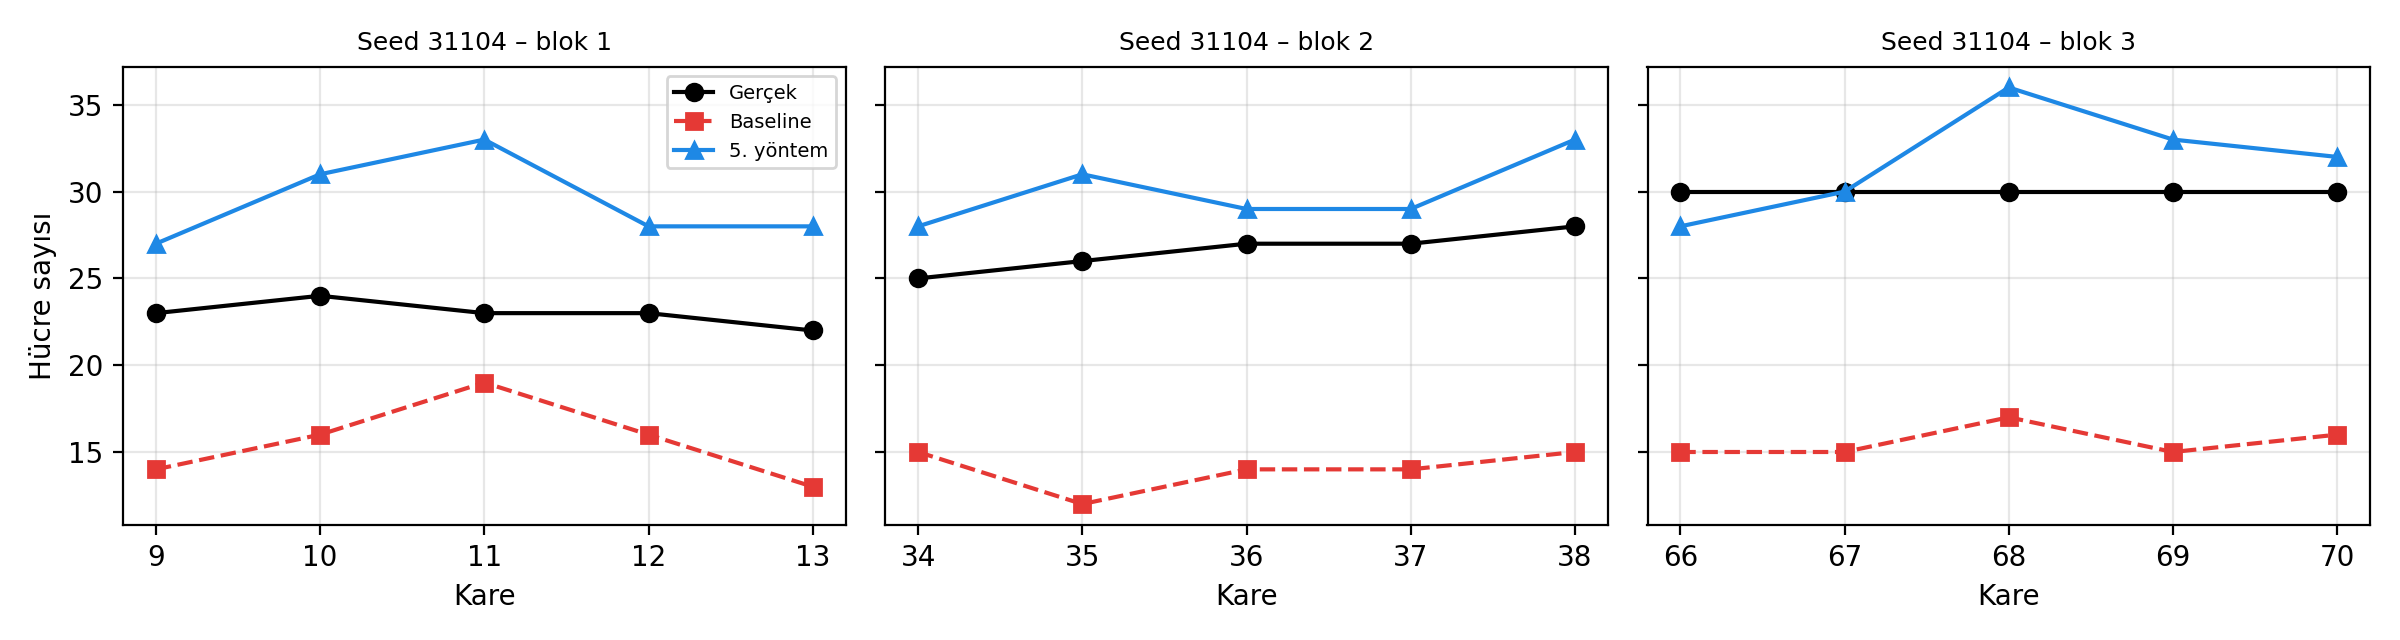 Seed 31104 – blok 1
Seed 31104 – blok 2
Seed 31104 – blok 3
Hücre sayısı
35
30
25
20
15
Gerçek
Baseline
5. yöntem
9 10 11 12 13
34 35 36 37 38
66 67 68 69 70
Kare
Kare
Kare